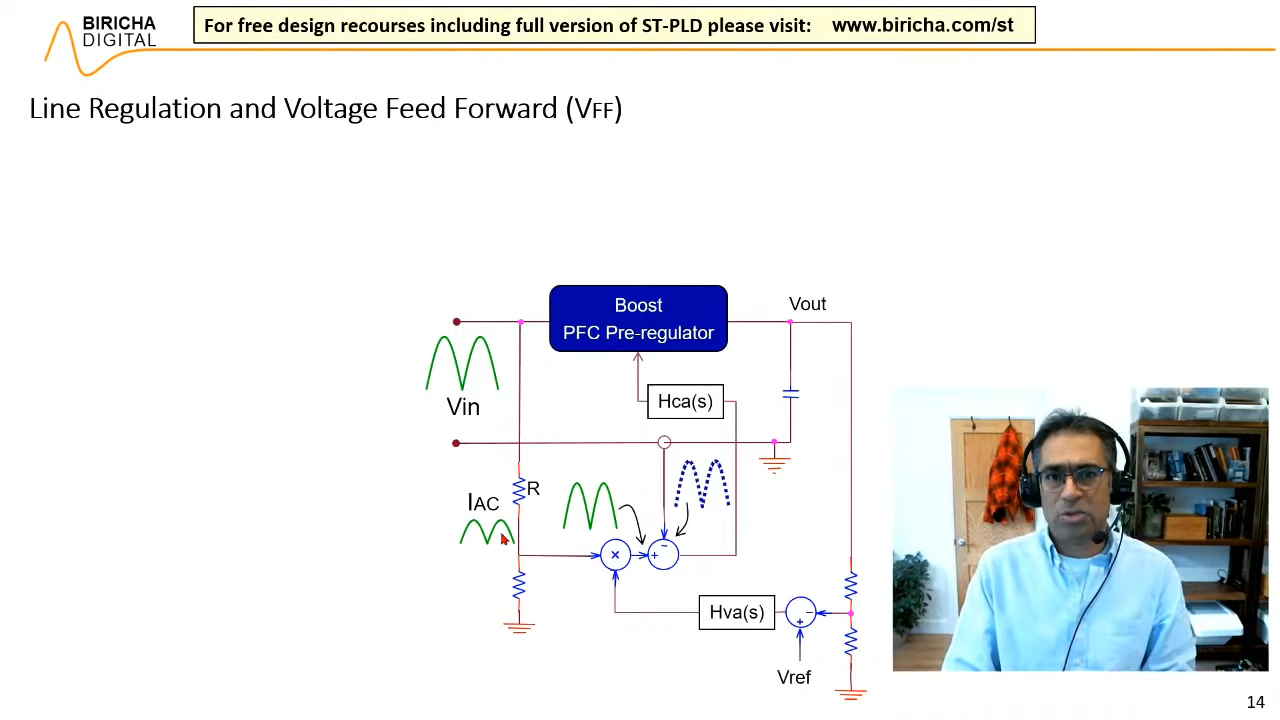 BIRICHA
DIGITAL
For free design recourses including full version of ST-PLD please visit: www.biricha.com/st
Line Regulation and Voltage Feed Forward (VFF)
Boost
PFC Pre-regulator
Vout
Hca(s)
Vin
R
IAC
×
+
−
Hva(s)
−
+
Vref
14